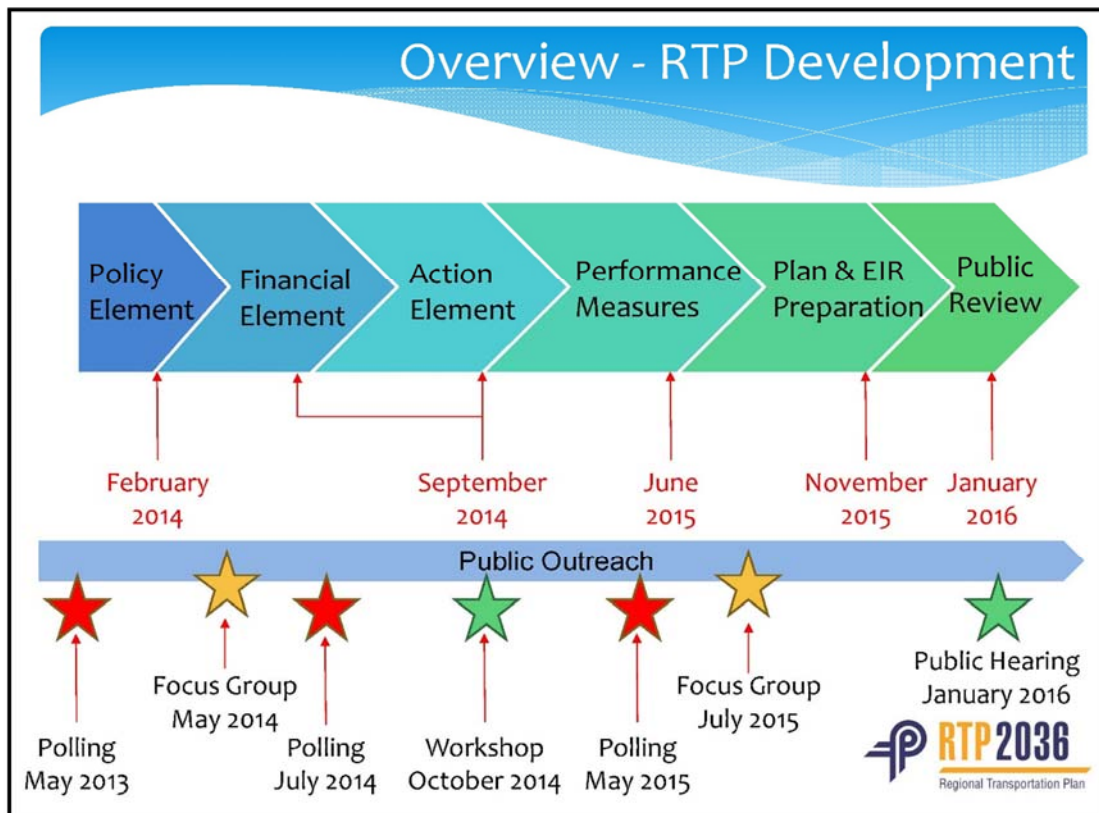 Overview - RTP Development
Policy
Element
Financial
Element
Action
Element
Performance
Measures
Plan & EIR
Preparation
Public
Review
February
2014
September
2014
June
2015
November
2015
January
2016
Public Outreach
Focus Group
May 2014
Focus Group
July 2015
Public Hearing
January 2016
Polling
May 2013
Polling
July 2014
Workshop
October 2014
Polling
May 2015
RTP 2036
Regional Transportation Plan